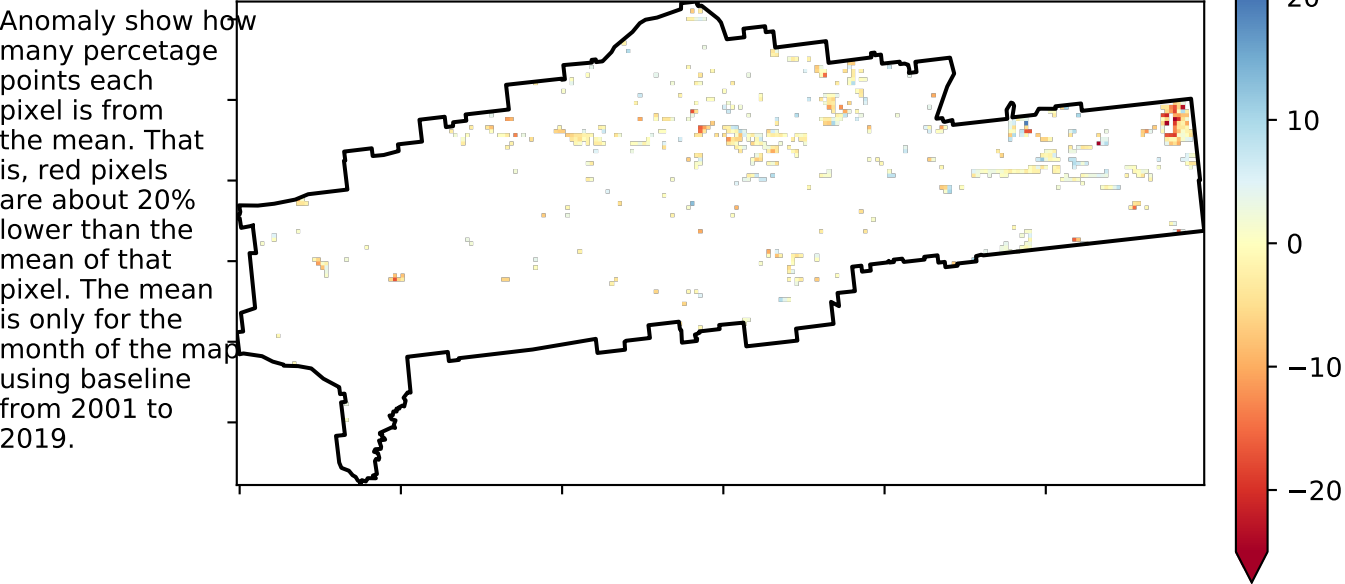 Anomaly show how
many percetage
points each
pixel is from
the mean. That
is, red pixels
are about 20%
lower than the
mean of that
pixel. The mean
is only for the
month of the map
using baseline
from 2001 to
2019.
20
10
0
−10
−20